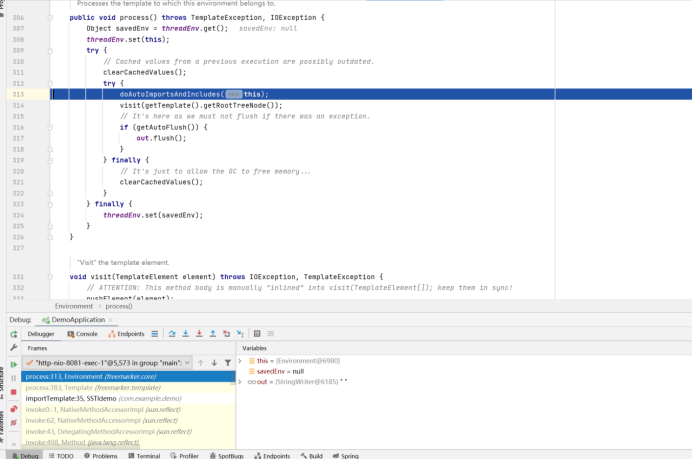 Processes the template to which this environment belongs.
306 public void process() throws TemplateException, IOException {
307 Object savedEnv = threadEnv.get(); savedEnv: null
308 threadEnv.set(this);
309 try {
310 // Cached values from a previous execution are possibly outdated.
311 clearCachedValues();
312 try {
313 doAutoImportsAndIncludes( env: this);
314 visit(getTemplate().getRootTreeNode());
315 // It's here as we must not flush if there was an exception.
316 if (getAutoFlush()) {
317 out.flush();
318 }
319 } finally {
320 // It's just to allow the GC to free memory...
321 clearCachedValues();
322 }
323 } finally {
324 threadEnv.set(savedEnv);
325 }
326 }
327
"Visit" the template element.
331 void visit(TemplateElement element) throws IOException, TemplateException {
332 // ATTENTION: This method body is manually "inlined" into visit(TemplateElement[]); keep them in sync!
333 pushElement(element);
Environment › process()
Debug: DemoApplication ×
Debugger Console Endpoints
Frames Variables
"http-nio-8081-exec-1"@5,573 in group "main":
process:313, Environment (freemarker.core)
process:383, Template (freemarker.template)
importTemplate:35, SSTIdemo (com.example.demo)
invoke0:-1, NativeMethodAccessorImpl (sun.reflect)
invoke:62, NativeMethodAccessorImpl (sun.reflect)
invoke:43, DelegatingMethodAccessorImpl (sun.reflect)
invoke:498, Method (java.lang.reflect)
this = {Environment@6980}
savedEnv = null
out = {StringWriter@6185} ""
Structure
Favorites
Debug TODO Problems Terminal Profiler SpotBugs Endpoints Build Spring